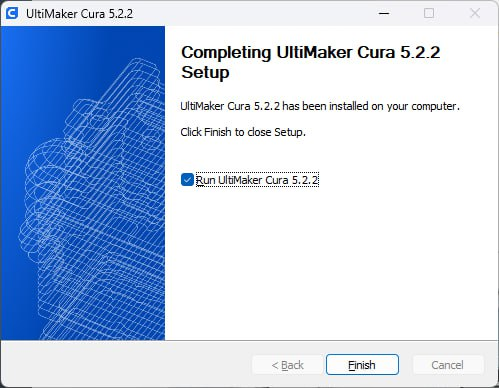 UltiMaker Cura 5.2.2
Completing UltiMaker Cura 5.2.2
Setup
UltiMaker Cura 5.2.2 has been installed on your computer.
Click Finish to close Setup.
Run UltiMaker Cura 5.2.2
< Back
Finish
Cancel